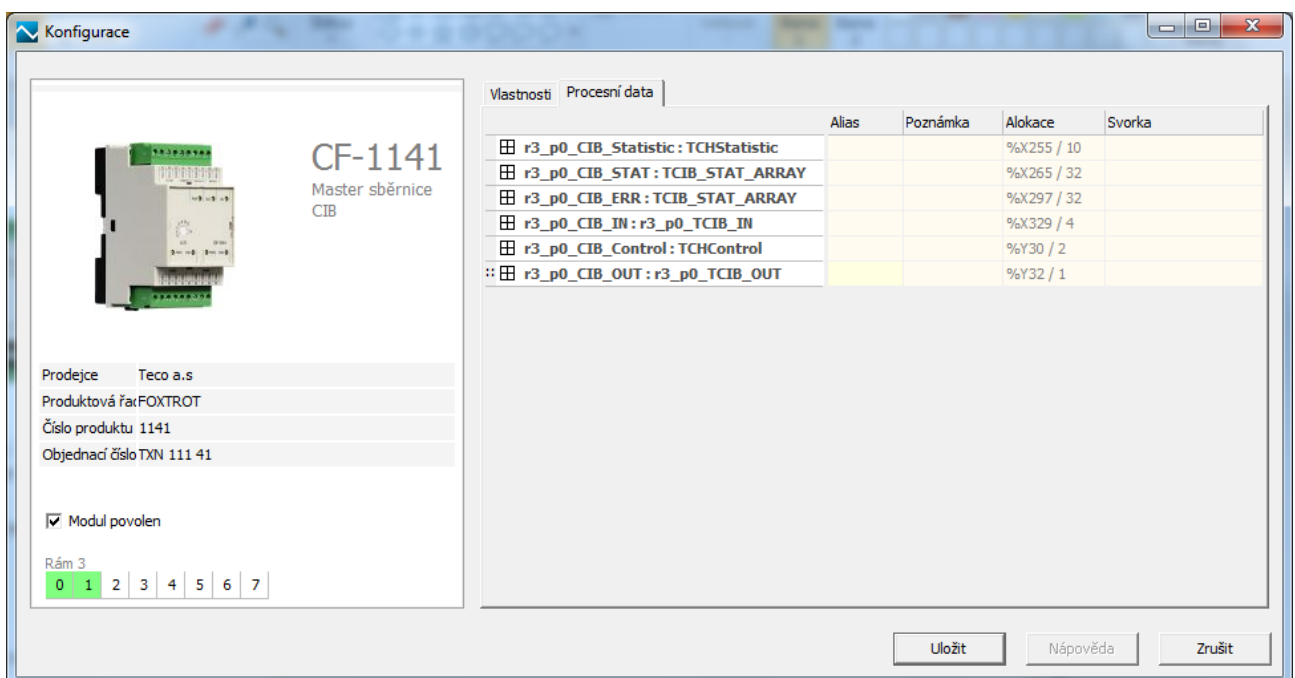 Konfigurace
Vlastnosti Procesní data
Alias Poznámka Alokace Svorka
r3_p0_CIB_Statistic : TCHStatistic %X255 / 10
r3_p0_CIB_STAT : TCIB_STAT_ARRAY %X265 / 32
r3_p0_CIB_ERR : TCIB_STAT_ARRAY %X297 / 32
r3_p0_CIB_IN : r3_p0_TCIB_IN %X329 / 4
r3_p0_CIB_Control : TCHControl %Y30 / 2
r3_p0_CIB_OUT : r3_p0_TCIB_OUT %Y32 / 1
CF-1141
Master sběrnice
CIB
Prodejce Teco a.s
Produktová řad FOXTROT
Číslo produktu 1141
Objednací číslo TXN 111 41
Modul povolen
Rám 3
0 1 2 3 4 5 6 7
Uložit Nápověda Zrušit